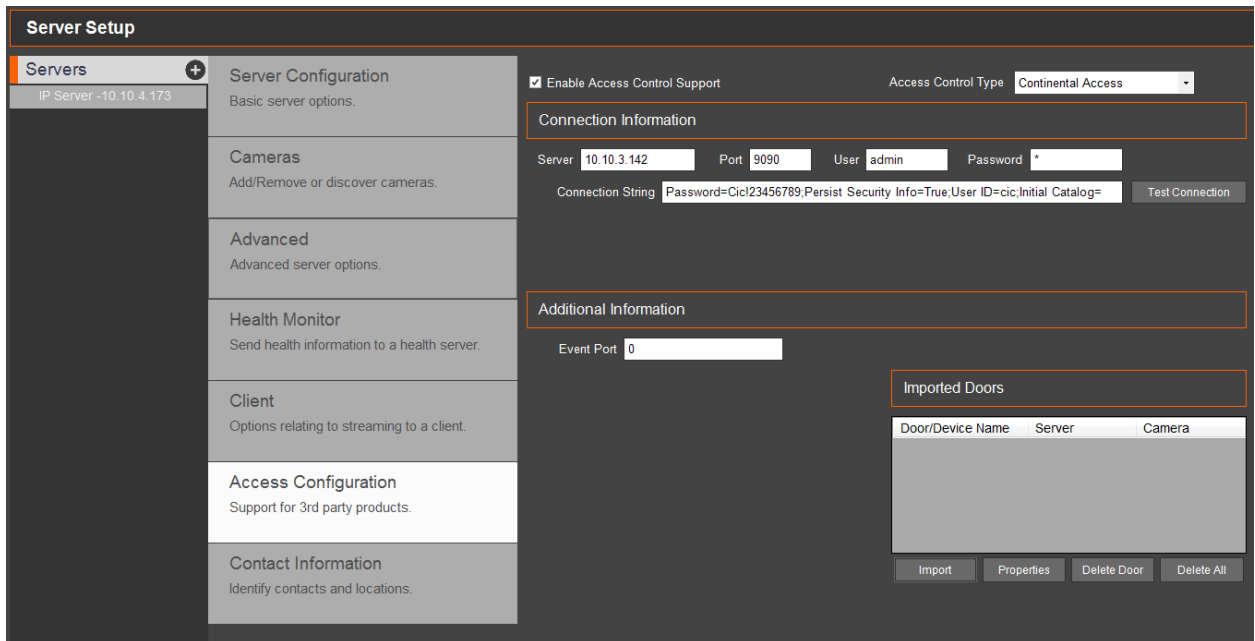 Server Setup
Servers
IP Server -10.10.4.173
Server Configuration
Basic server options.
Cameras
Add/Remove or discover cameras.
Advanced
Advanced server options.
Health Monitor
Send health information to a health server.
Client
Options relating to streaming to a client.
Access Configuration
Support for 3rd party products.
Contact Information
Identify contacts and locations.
Enable Access Control Support
Access Control Type Continental Access
Connection Information
Server 10.10.3.142 Port 9090 User admin Password *
Connection String Password=Cic!23456789;Persist Security Info=True;User ID=cic;Initial Catalog= Test Connection
Additional Information
Event Port 0
Imported Doors
Door/Device Name Server Camera
Import Properties Delete Door Delete All